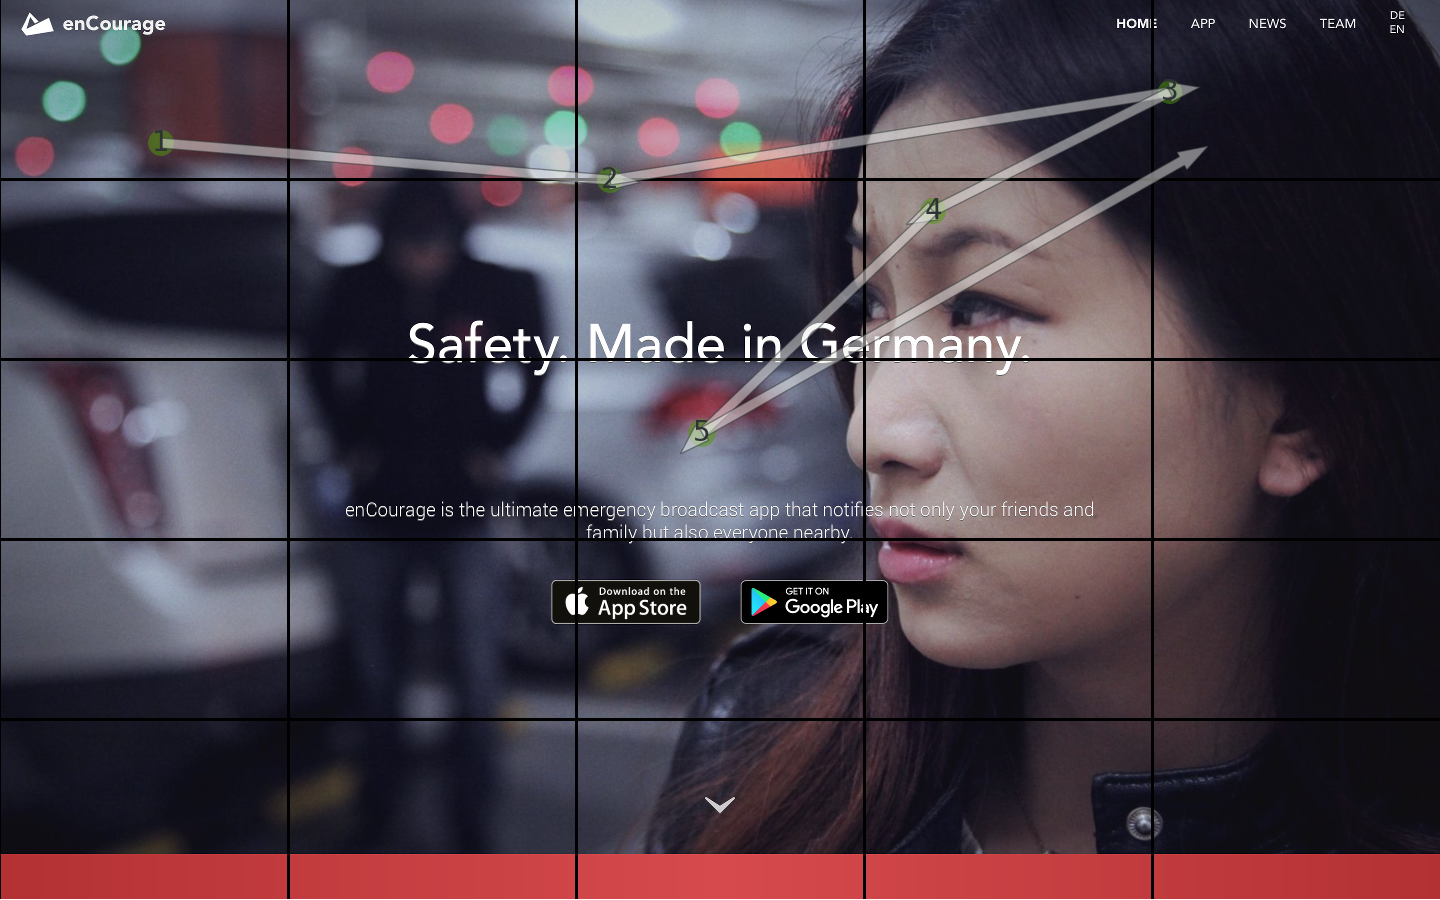 enCourage
HOME APP NEWS TEAM DE
EN
1
2
3
4
5
Safety. Made in Germany.
enCourage is the ultimate emergency broadcast app that notifies not only your friends and
family but also everyone nearby.
Download on the
App Store
GET IT ON
Google Play